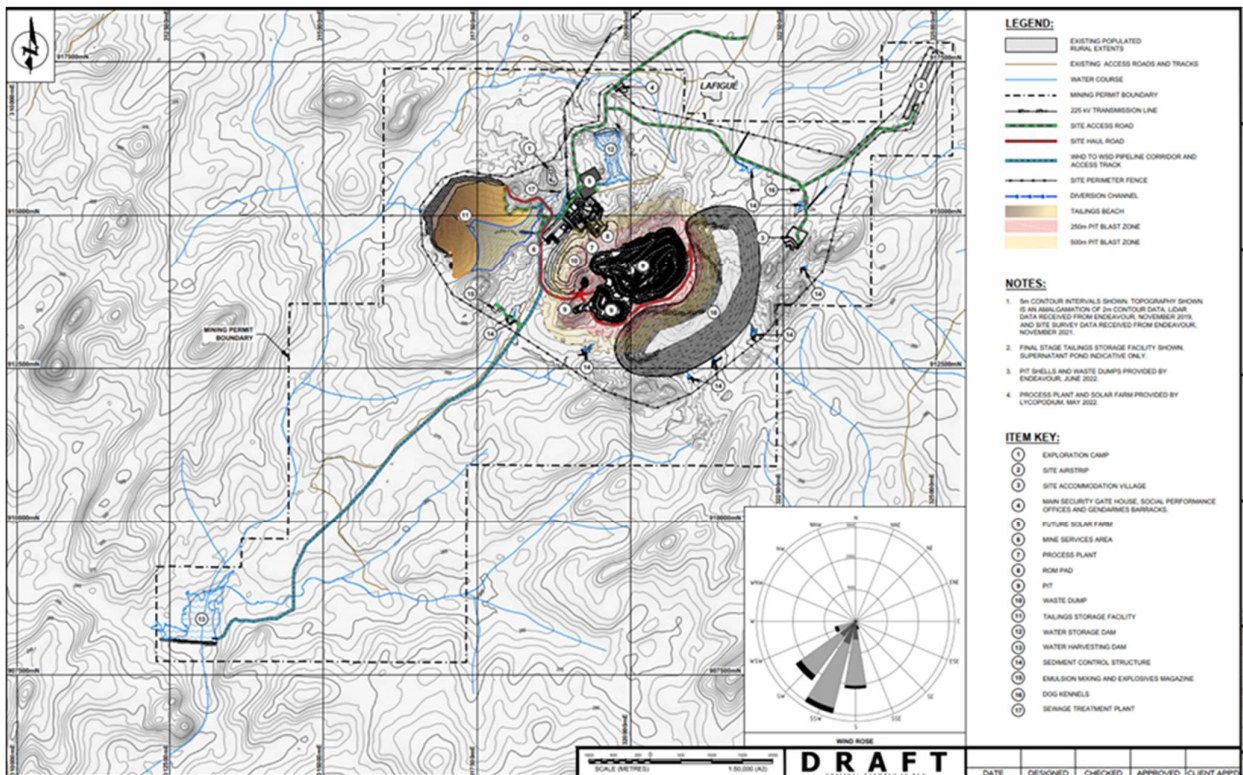 LEGEND:
EXISTING POPULATED
RURAL EXTENTS
EXISTING ACCESS ROADS AND TRACKS
WATER COURSE
MINING PERMIT BOUNDARY
225 kV TRANSMISSION LINE
SITE ACCESS ROAD
SITE HAUL ROAD
WHD TO WSD PIPELINE CORRIDOR AND
ACCESS TRACK
SITE PERIMETER FENCE
DIVERSION CHANNEL
TAILINGS BEACH
250m PIT BLAST ZONE
500m PIT BLAST ZONE
NOTES:
1. 5m CONTOUR INTERVALS SHOWN. TOPOGRAPHY SHOWN
IS AN AMALGAMATION OF 2m CONTOUR DATA, LiDAR
DATA RECEIVED FROM ENDEAVOUR, NOVEMBER 2019,
AND SITE SURVEY DATA RECEIVED FROM ENDEAVOUR,
NOVEMBER 2021.
2. FINAL STAGE TAILINGS STORAGE FACILITY SHOWN.
SUPERNATANT POND INDICATIVE ONLY.
3. PIT SHELLS AND WASTE DUMPS PROVIDED BY
ENDEAVOUR, JUNE 2022.
4. PROCESS PLANT AND SOLAR FARM PROVIDED BY
LYCOPODIUM, MAY 2022.
ITEM KEY:
1 EXPLORATION CAMP
2 SITE AIRSTRIP
3 SITE ACCOMMODATION VILLAGE
4 MAIN SECURITY GATE HOUSE, SOCIAL PERFORMANCE
OFFICES AND GENDARMES BARRACKS.
5 FUTURE SOLAR FARM
6 MINE SERVICES AREA
7 PROCESS PLANT
8 ROM PAD
9 PIT
10 WASTE DUMP
11 TAILINGS STORAGE FACILITY
12 WATER STORAGE DAM
13 WATER HARVESTING DAM
14 SEDIMENT CONTROL STRUCTURE
15 EMULSION MIXING AND EXPLOSIVES MAGAZINE
16 DOG KENNELS
17 SEWAGE TREATMENT PLANT
LAFIGUÉ
MINING PERMIT
BOUNDARY
917500mN
915000mN
912500mN
910000mN
907500mN
N
NNE
NE
ENE
E
ESE
SE
SSE
S
SSW
SW
WSW
W
WNW
NW
NNW
WIND ROSE
SCALE (METRES)
1:50,000 (A3)
DRAFT
DATE DESIGNED CHECKED APPROVED CLIENT APP'D